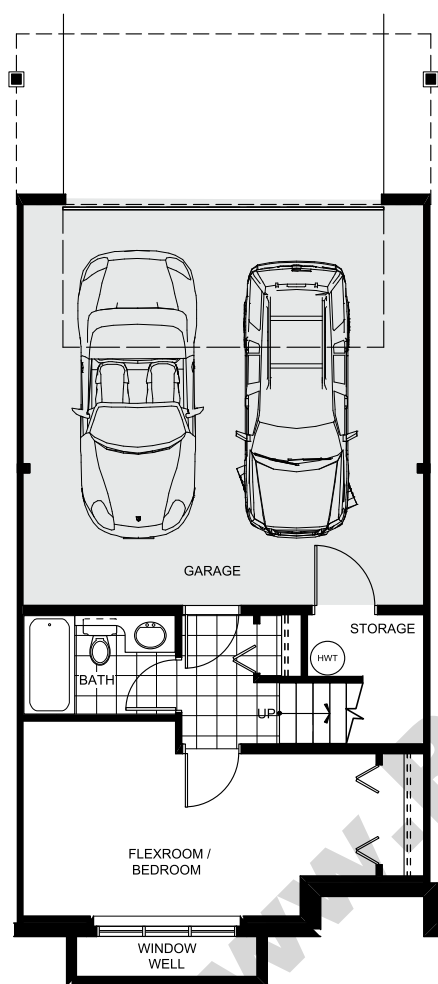 GARAGE
STORAGE
HWT
BATH
UP
FLEXROOM /
BEDROOM
WINDOW
WELL